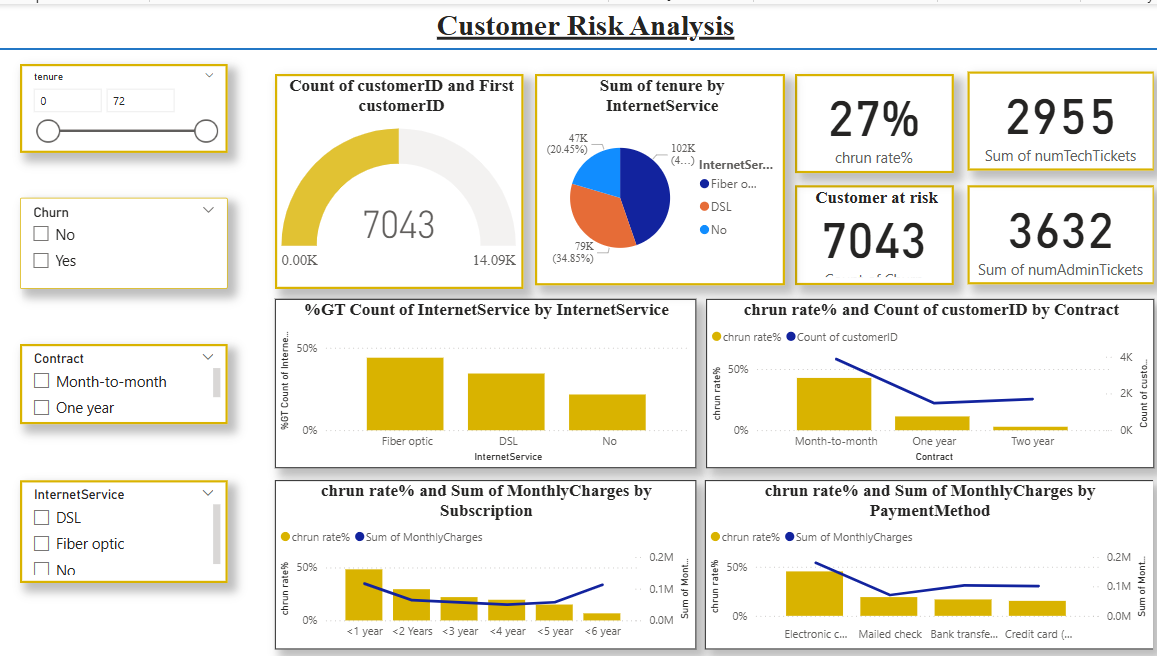 Customer Risk Analysis
tenure
0
72
Churn
No
Yes
Contract
Month-to-month
One year
InternetService
DSL
Fiber optic
No
Count of customerID and First
customerID
7043
0.00K
14.09K
Sum of tenure by
InternetService
47K
(20.45%)
102K
(4...)
79K
(34.85%)
InternetSer...
Fiber o...
DSL
No
27%
chrun rate%
2955
Sum of numTechTickets
Customer at risk
7043
3632
Sum of numAdminTickets
%GT Count of InternetService by InternetService
%GT Count of Interne...
50%
0%
Fiber optic
DSL
No
InternetService
chrun rate% and Count of customerID by Contract
chrun rate%
Count of customerID
chrun rate%
50%
0%
4K
2K
0K
Count of custo...
Month-to-month
One year
Two year
Contract
chrun rate% and Sum of MonthlyCharges by
Subscription
chrun rate%
Sum of MonthlyCharges
chrun rate%
50%
0%
0.2M
0.1M
0.0M
Sum of Mont...
<1 year
<2 Years
<3 year
<4 year
<5 year
<6 year
chrun rate% and Sum of MonthlyCharges by
PaymentMethod
chrun rate%
Sum of MonthlyCharges
chrun rate%
50%
0%
0.2M
0.1M
0.0M
Sum of Mont...
Electronic c...
Mailed check
Bank transfe...
Credit card (...